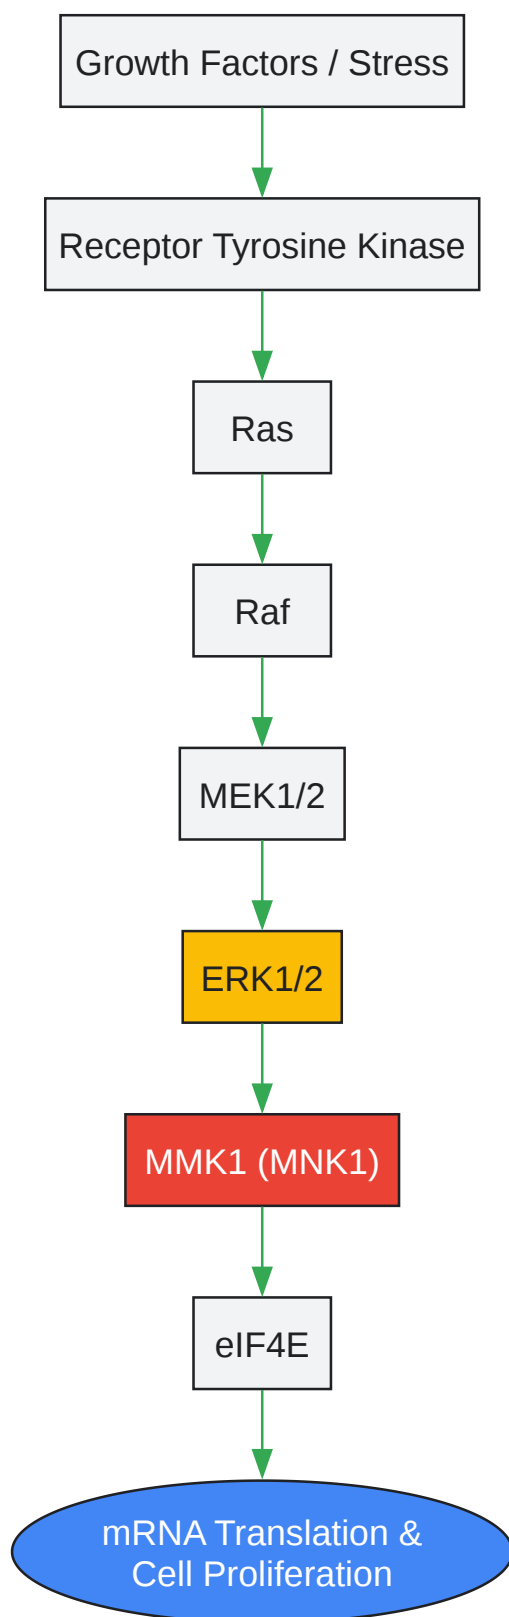 Growth Factors / Stress
Receptor Tyrosine Kinase
Ras
Raf
MEK1/2
ERK1/2
MMK1 (MNK1)
eIF4E
mRNA Translation &
Cell Proliferation